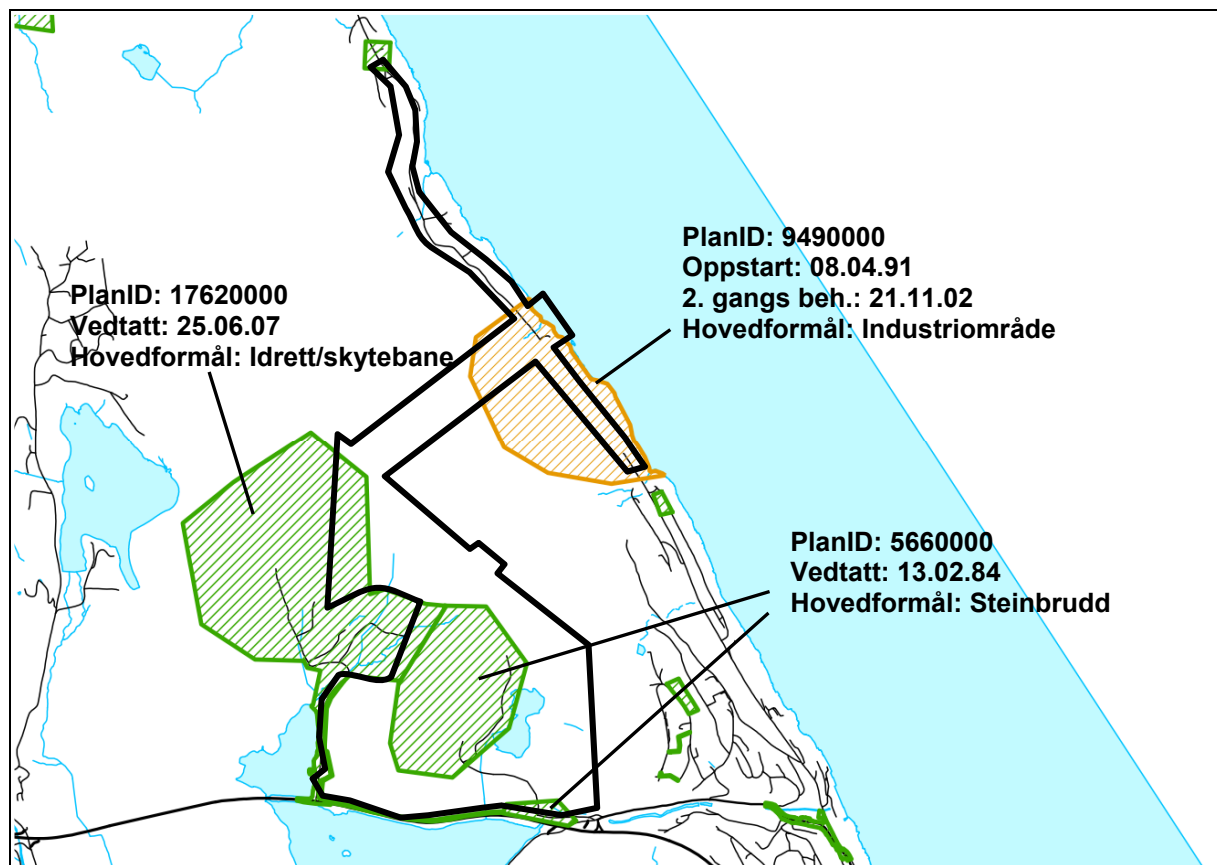 PlanID: 9490000
Oppstart: 08.04.91
2. gangs beh.: 21.11.02
Hovedformål: Industriområde
PlanID: 17620000
Vedtatt: 25.06.07
Hovedformål: Idrett/skytebane
PlanID: 5660000
Vedtatt: 13.02.84
Hovedformål: Steinbrudd